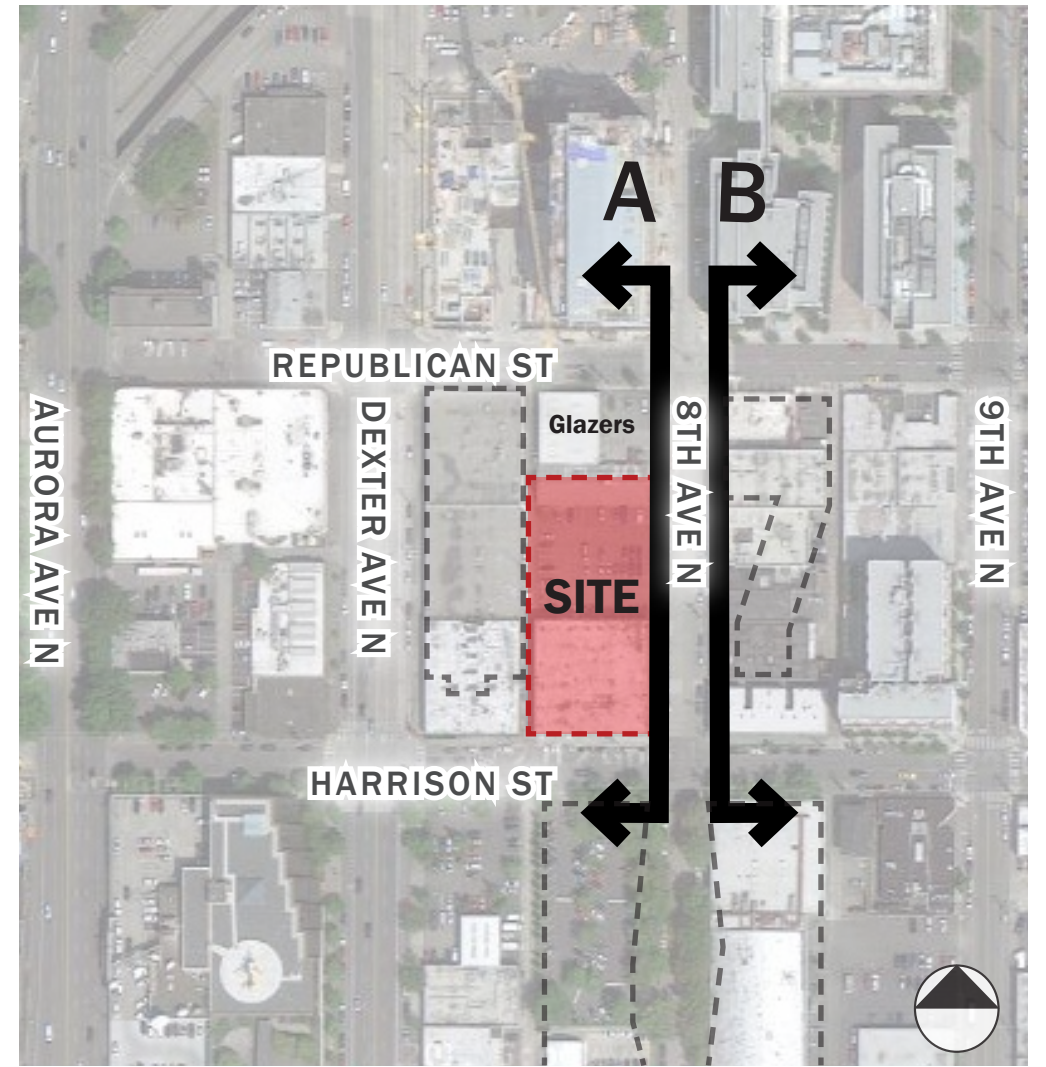 A B
REPUBLICAN ST
Glazers
AURORA AVE N
DEXTER AVE N
8TH AVE N
9TH AVE N
SITE
HARRISON ST